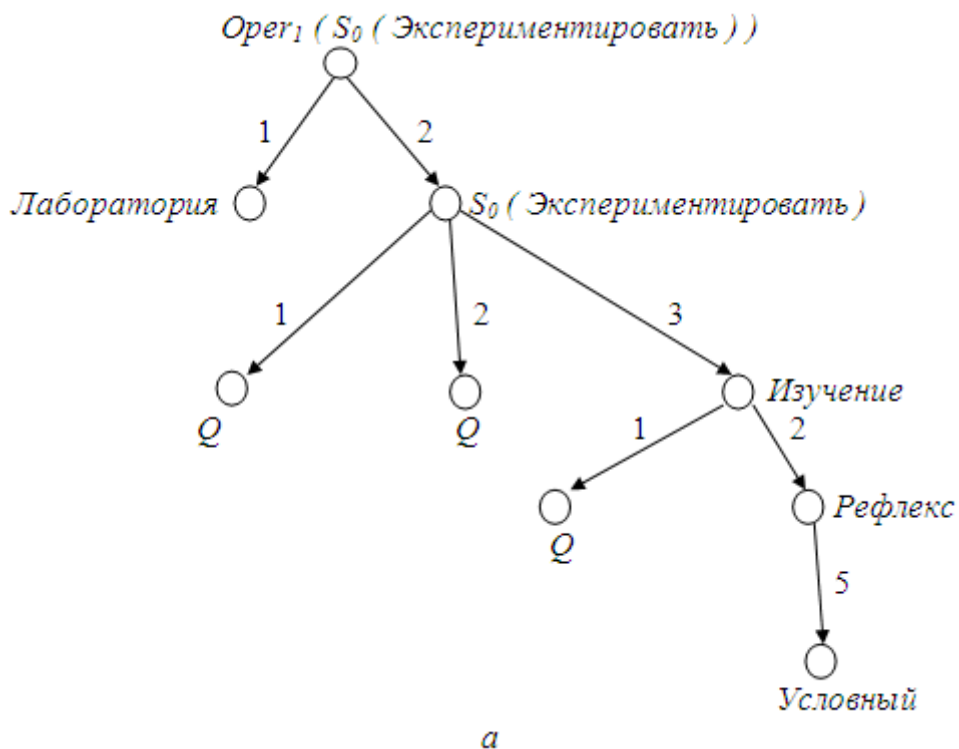 Oper₁ ( S₀ ( Экспериментировать ) )
1 2
Лаборатория S₀ ( Экспериментировать )
1 2 3
Изучение
Q Q
1 2
Рефлекс
Q
5
Условный
а